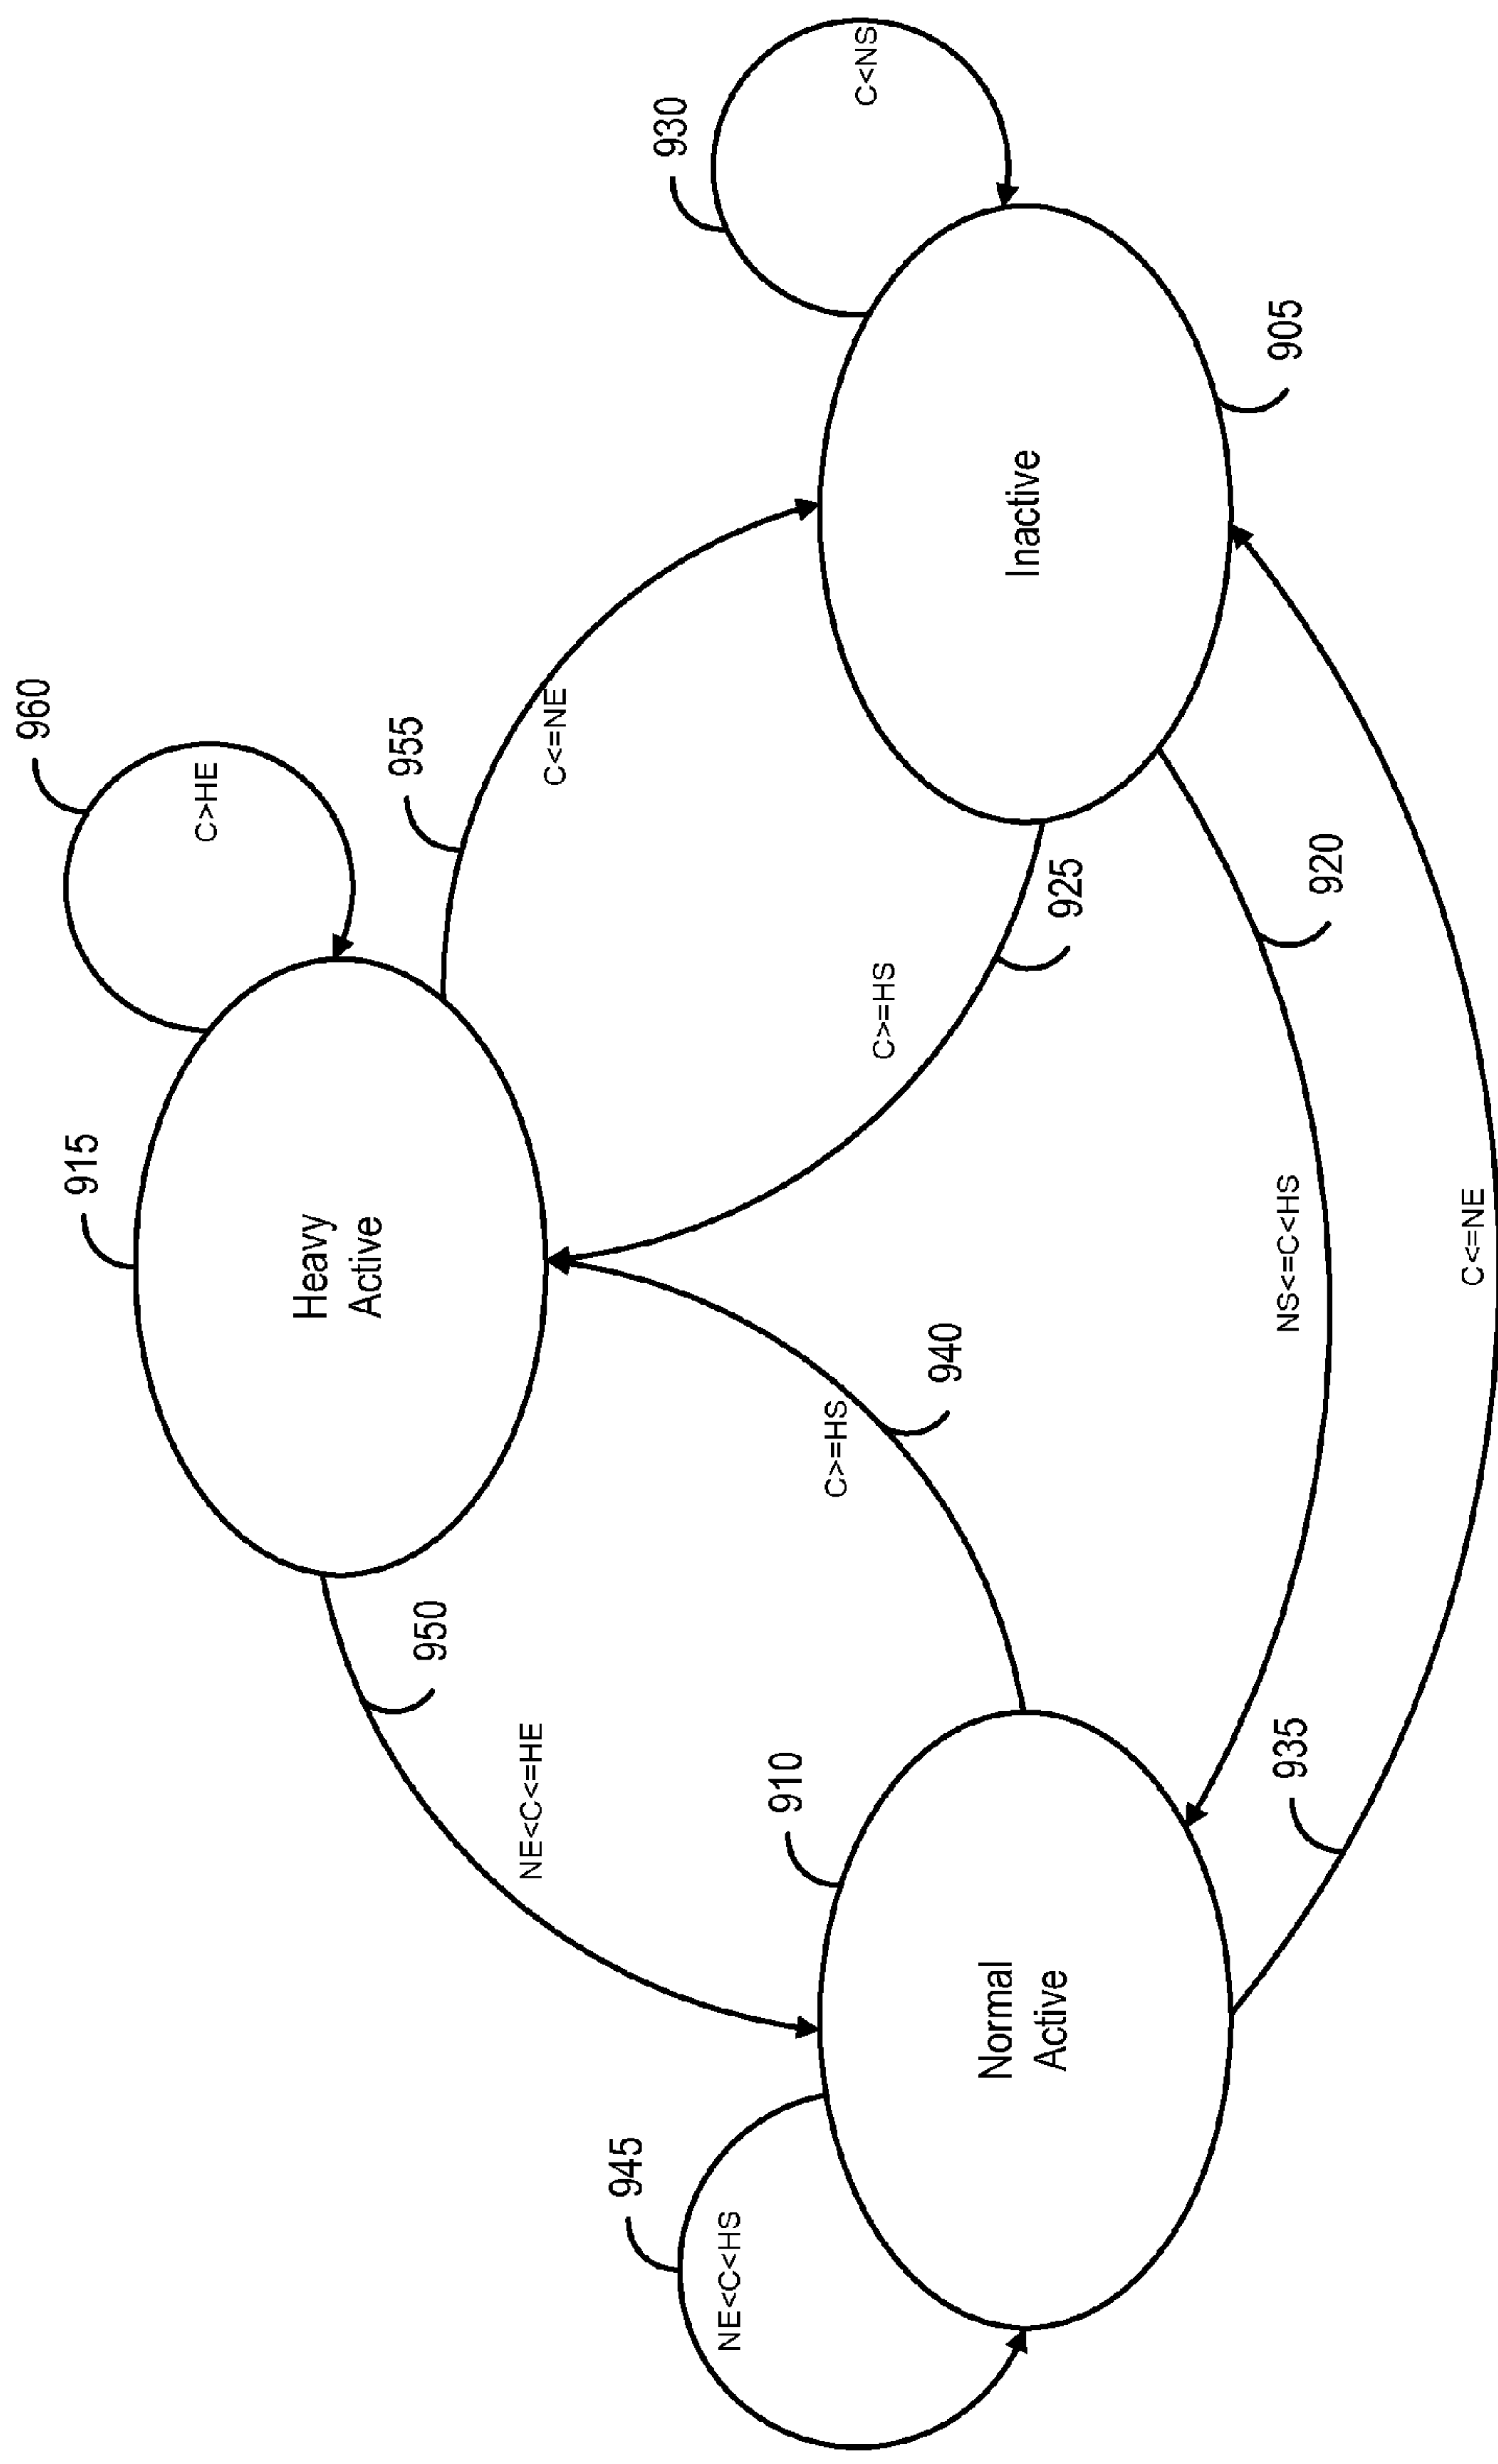 960
C>HE
915
Heavy
Active
955
C<=NE
950
NE<C<=HE
930
C<NS
925
C>=HS
940
C>=HS
945
NE<C<HS
910
Normal
Active
Inactive
905
920
NS<=C<HS
935
C<=NE